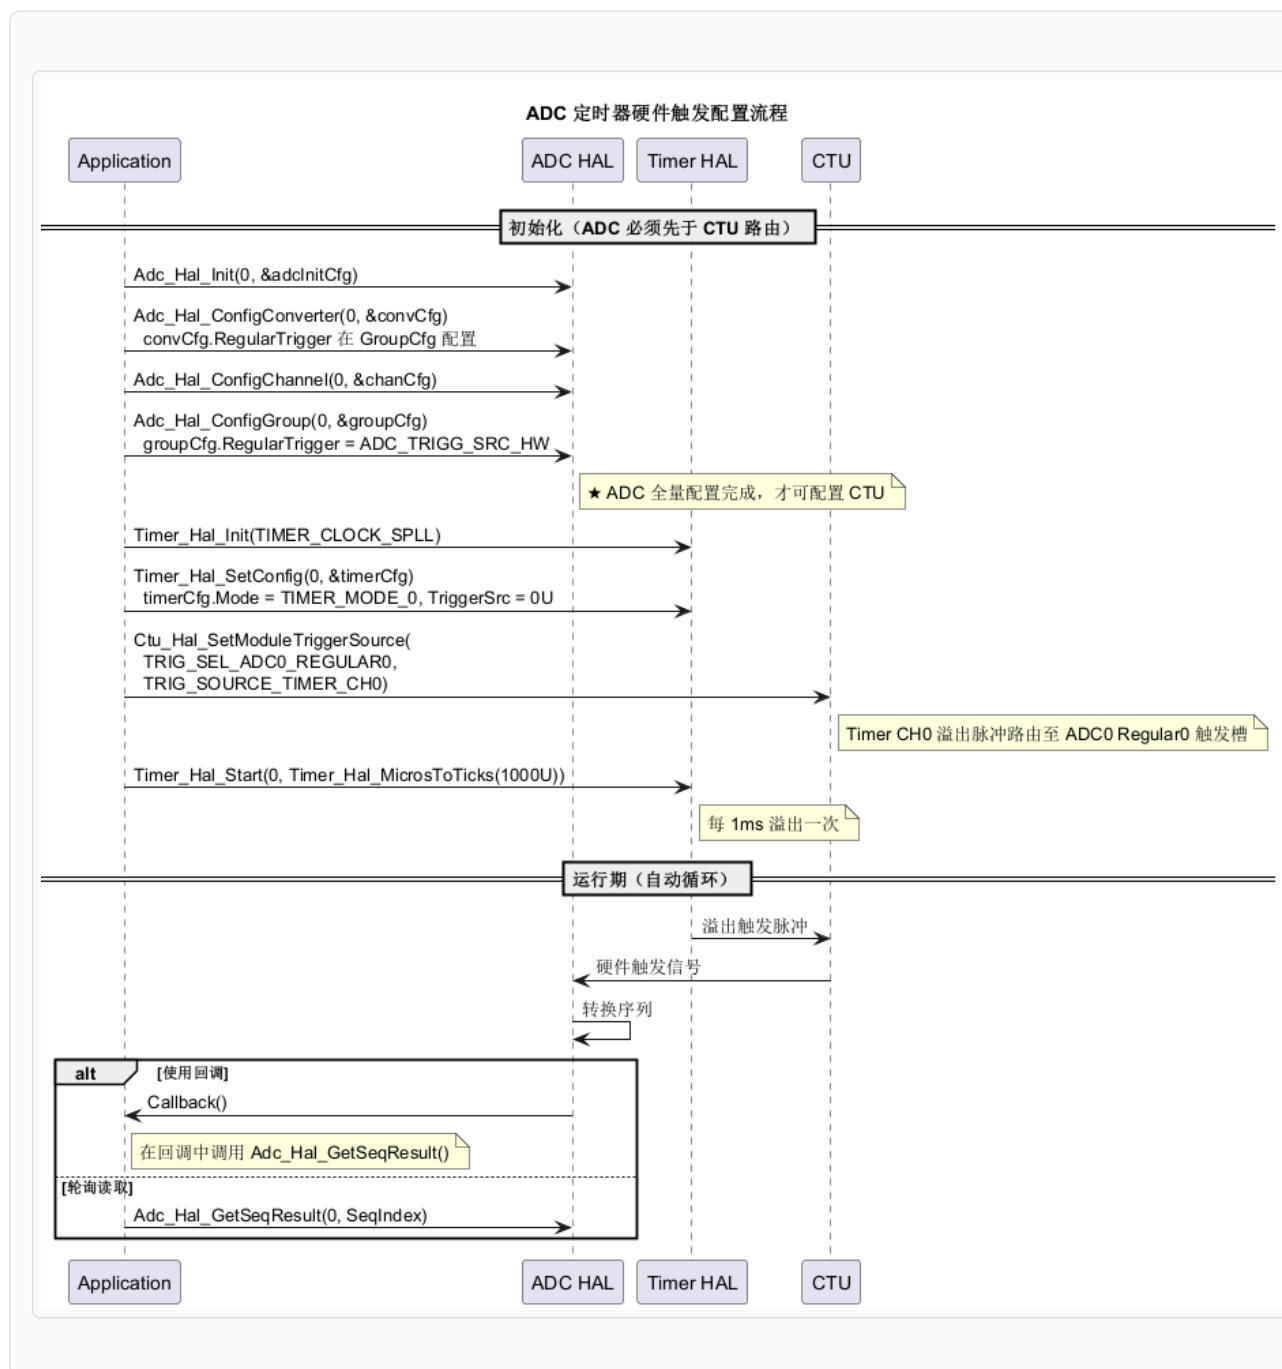 ADC 定时器硬件触发配置流程
Application
ADC HAL
Timer HAL
CTU
初始化（ADC 必须先于 CTU 路由）
Adc_Hal_Init(0, &adcInitCfg)
Adc_Hal_ConfigConverter(0, &convCfg)
convCfg.RegularTrigger 在 GroupCfg 配置
Adc_Hal_ConfigChannel(0, &chanCfg)
Adc_Hal_ConfigGroup(0, &groupCfg)
groupCfg.RegularTrigger = ADC_TRIGG_SRC_HW
★ ADC 全量配置完成，才可配置 CTU
Timer_Hal_Init(TIMER_CLOCK_SPLL)
Timer_Hal_SetConfig(0, &timerCfg)
timerCfg.Mode = TIMER_MODE_0, TriggerSrc = 0U
Ctu_Hal_SetModuleTriggerSource(
TRIG_SEL_ADC0_REGULAR0,
TRIG_SOURCE_TIMER_CH0)
Timer CH0 溢出脉冲路由至 ADC0 Regular0 触发槽
Timer_Hal_Start(0, Timer_Hal_MicrosToTicks(1000U))
每 1ms 溢出一次
运行期（自动循环）
溢出触发脉冲
硬件触发信号
转换序列
alt
[使用回调]
Callback()
在回调中调用 Adc_Hal_GetSeqResult()
[轮询读取]
Adc_Hal_GetSeqResult(0, SeqIndex)
Application
ADC HAL
Timer HAL
CTU